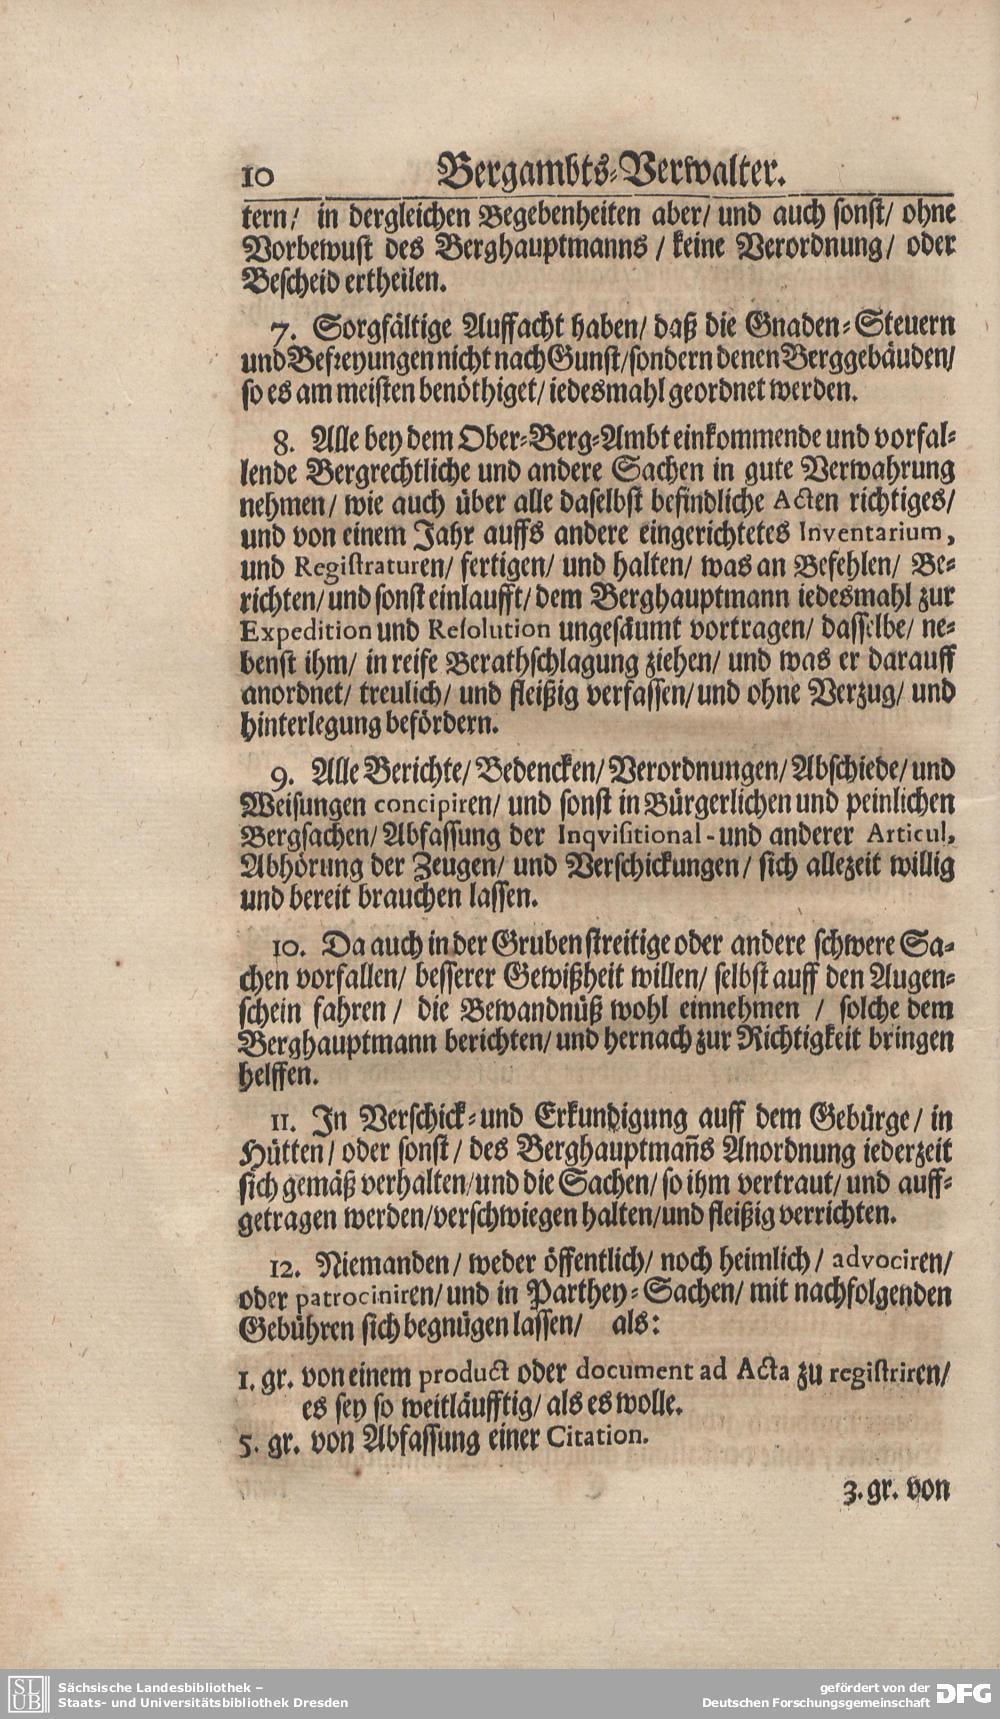 10 Bergambts-Verwalter.
tern/ in dergleichen Begebenheiten aber/ und auch sonst/ ohne
Vorbewust des Berghauptmanns / keine Verordnung/ oder
Bescheid ertheilen.
7. Sorgfältige Auffacht haben/ daß die Gnaden-Steuern
und Befreyungen nicht nach Gunst/ sondern denen Berggebäuden/
so es am meisten benöthiget/ iedesmahl geordnet werden.
8. Alle bey dem Ober-Berg-Ambt einkommende und vorfal-
lende Bergrechtliche und andere Sachen in gute Verwahrung
nehmen/ wie auch über alle daselbst befindliche Acten richtiges/
und von einem Jahr auffs andere eingerichtetes Inventarium,
und Registraturen/ fertigen/ und halten/ was an Befehlen/ Be-
richten/ und sonst einlaufft/ dem Berghauptmann iedesmahl zur
Expedition und Resolution ungesäumt vortragen/ dasselbe/ ne-
benst ihm/ in reife Berathschlagung ziehen/ und was er darauff
anordnet/ treulich/ und fleißig verfassen/ und ohne Verzug/ und
hinterlegung befördern.
9. Alle Berichte/ Bedencken/ Verordnungen/ Abschiede/ und
Weisungen concipiren/ und sonst in Bürgerlichen und peinlichen
Bergsachen/ Abfassung der Inqvisitional-und anderer Articul,
Abhörung der Zeugen/ und Verschickungen/ sich allezeit willig
und bereit brauchen lassen.
10. Da auch in der Gruben streitige oder andere schwere Sa-
chen vorfallen/ besserer Gewißheit willen/ selbst auff den Augen-
schein fahren / die Bewandnüß wohl einnehmen / solche dem
Berghauptmann berichten/ und hernach zur Richtigkeit bringen
helffen.
11. In Verschick-und Erkundigung auff dem Gebürge/ in
Hütten/ oder sonst/ des Berghauptman̄s Anordnung iederzeit
sich gemäß verhalten/ und die Sachen/ so ihm vertraut/ und auff-
getragen werden/ verschwiegen halten/ und fleißig verrichten.
12. Niemanden/ weder öffentlich/ noch heimlich/ advociren/
oder patrociniren/ und in Parthey-Sachen/ mit nachfolgenden
Gebühren sich begnügen lassen/ als:
1. gr. von einem product oder document ad Acta zu registriren/
es sey so weitläufftig/ als es wolle.
5. gr. von Abfassung einer Citation.
3. gr. von
SLUB Sächsische Landesbibliothek –
Staats- und Universitätsbibliothek Dresden
gefördert von der
Deutschen Forschungsgemeinschaft DFG